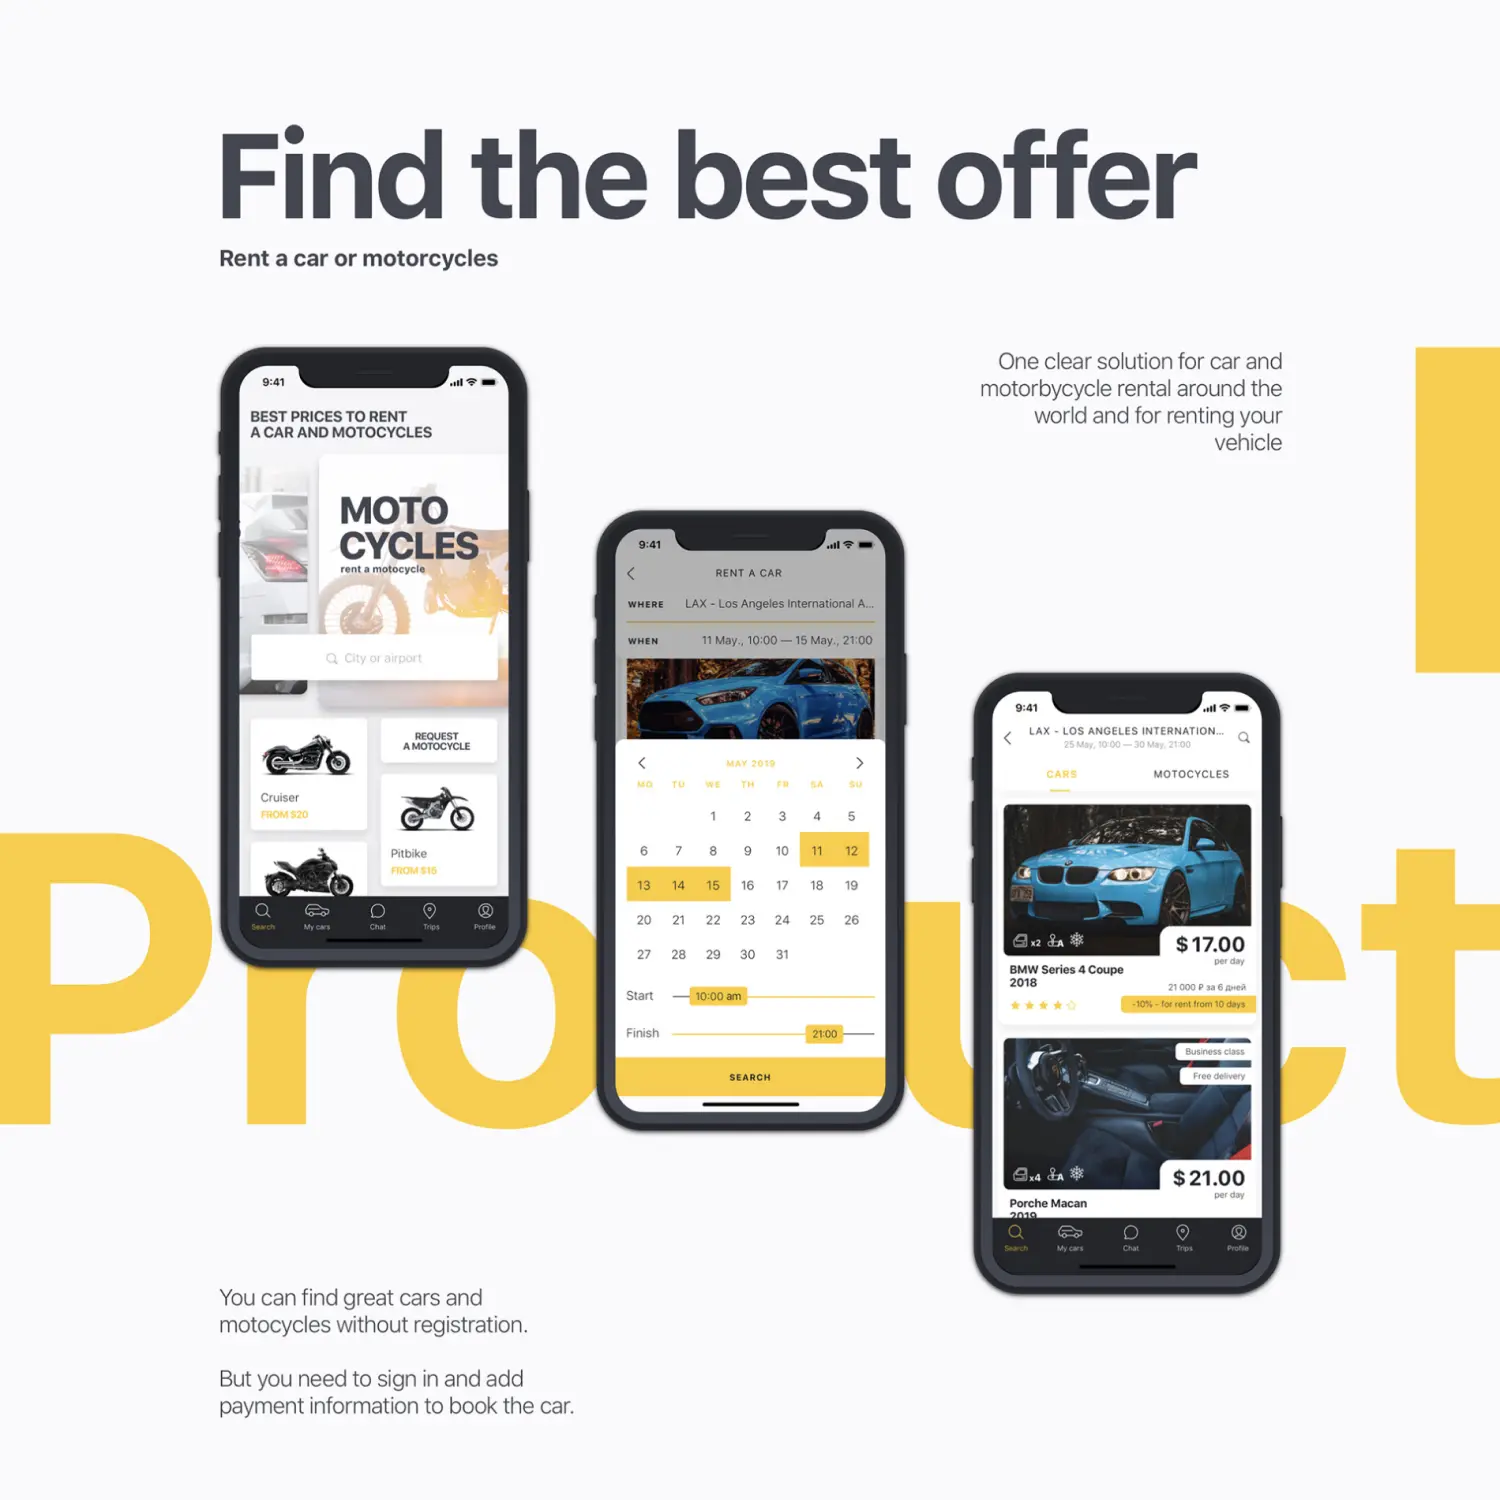 Find the best offer
Rent a car or motorcycles
One clear solution for car and
motorbycycle rental around the
world and for renting your
vehicle
9:41
BEST PRICES TO RENT
A CAR AND MOTOCYCLES
MOTO
CYCLES
rent a motocycle
City or airport
Cruiser
FROM $20
REQUEST
A MOTOCYCLE
Pitbike
FROM $15
Search My cars Chat Trips Profile
9:41
RENT A CAR
WHERE LAX - Los Angeles International A...
WHEN 11 May., 10:00 — 15 May., 21:00
MAY 2019
MO TU WE TH FR SA SU
1 2 3 4 5
6 7 8 9 10 11 12
13 14 15 16 17 18 19
20 21 22 23 24 25 26
27 28 29 30 31
Start 10:00 am
Finish 21:00
SEARCH
9:41
LAX - LOS ANGELES INTERNATION...
25 May, 10:00 — 30 May, 21:00
CARS MOTOCYCLES
x2 A
$17.00
per day
BMW Series 4 Coupe
2018
21 000 ₽ за 6 дней
-10% - for rent from 10 days
Business class
Free delivery
x4 A
$21.00
per day
Porche Macan
2019
Search My cars Chat Trips Profile
Product
You can find great cars and
motocycles without registration.
But you need to sign in and add
payment information to book the car.